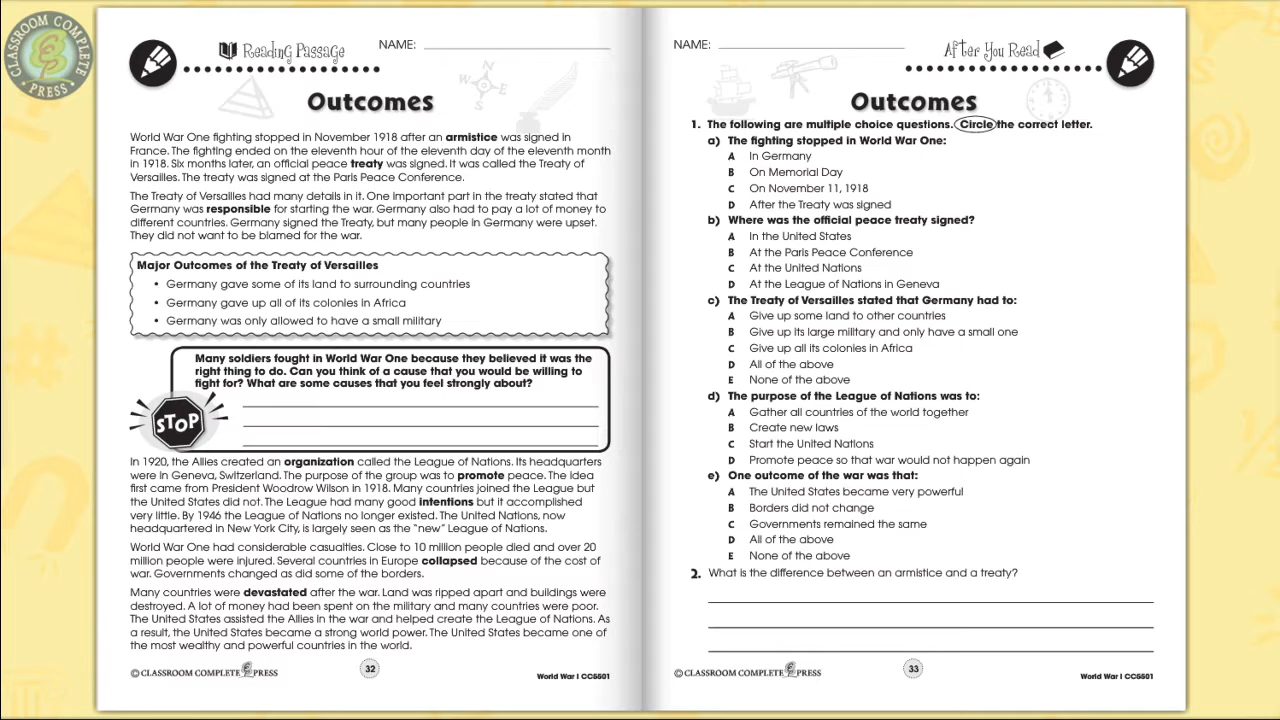 CLASSROOM COMPLETE PRESS
Reading Passage
NAME:
N
W E
S
Outcomes
World War One fighting stopped in November 1918 after an armistice was signed in
France. The fighting ended on the eleventh hour of the eleventh day of the eleventh month
in 1918. Six months later, an official peace treaty was signed. It was called the Treaty of
Versailles. The treaty was signed at the Paris Peace Conference.
The Treaty of Versailles had many details in it. One important part in the treaty stated that
Germany was responsible for starting the war. Germany also had to pay a lot of money to
different countries. Germany signed the Treaty, but many people in Germany were upset.
They did not want to be blamed for the war.
Major Outcomes of the Treaty of Versailles
• Germany gave some of its land to surrounding countries
• Germany gave up all of its colonies in Africa
• Germany was only allowed to have a small military
Many soldiers fought in World War One because they believed it was the
right thing to do. Can you think of a cause that you would be willing to
fight for? What are some causes that you feel strongly about?
STOP
In 1920, the Allies created an organization called the League of Nations. Its headquarters
were in Geneva, Switzerland. The purpose of the group was to promote peace. The idea
first came from President Woodrow Wilson in 1918. Many countries joined the League but
the United States did not. The League had many good intentions but it accomplished
very little. By 1946 the League of Nations no longer existed. The United Nations, now
headquartered in New York City, is largely seen as the "new" League of Nations.
World War One had considerable casualties. Close to 10 million people died and over 20
million people were injured. Several countries in Europe collapsed because of the cost of
war. Governments changed as did some of the borders.
Many countries were devastated after the war. Land was ripped apart and buildings were
destroyed. A lot of money had been spent on the military and many countries were poor.
The United States assisted the Allies in the war and helped create the League of Nations. As
a result, the United States became a strong world power. The United States became one of
the most wealthy and powerful countries in the world.
© CLASSROOM COMPLETE PRESS
32
World War I CC5501
NAME:
After You Read
Outcomes
1. The following are multiple choice questions. Circle the correct letter.
a) The fighting stopped in World War One:
A In Germany
B On Memorial Day
C On November 11, 1918
D After the Treaty was signed
b) Where was the official peace treaty signed?
A In the United States
B At the Paris Peace Conference
C At the United Nations
D At the League of Nations in Geneva
c) The Treaty of Versailles stated that Germany had to:
A Give up some land to other countries
B Give up its large military and only have a small one
C Give up all its colonies in Africa
D All of the above
E None of the above
d) The purpose of the League of Nations was to:
A Gather all countries of the world together
B Create new laws
C Start the United Nations
D Promote peace so that war would not happen again
e) One outcome of the war was that:
A The United States became very powerful
B Borders did not change
C Governments remained the same
D All of the above
E None of the above
2. What is the difference between an armistice and a treaty?
© CLASSROOM COMPLETE PRESS
33
World War I CC5501